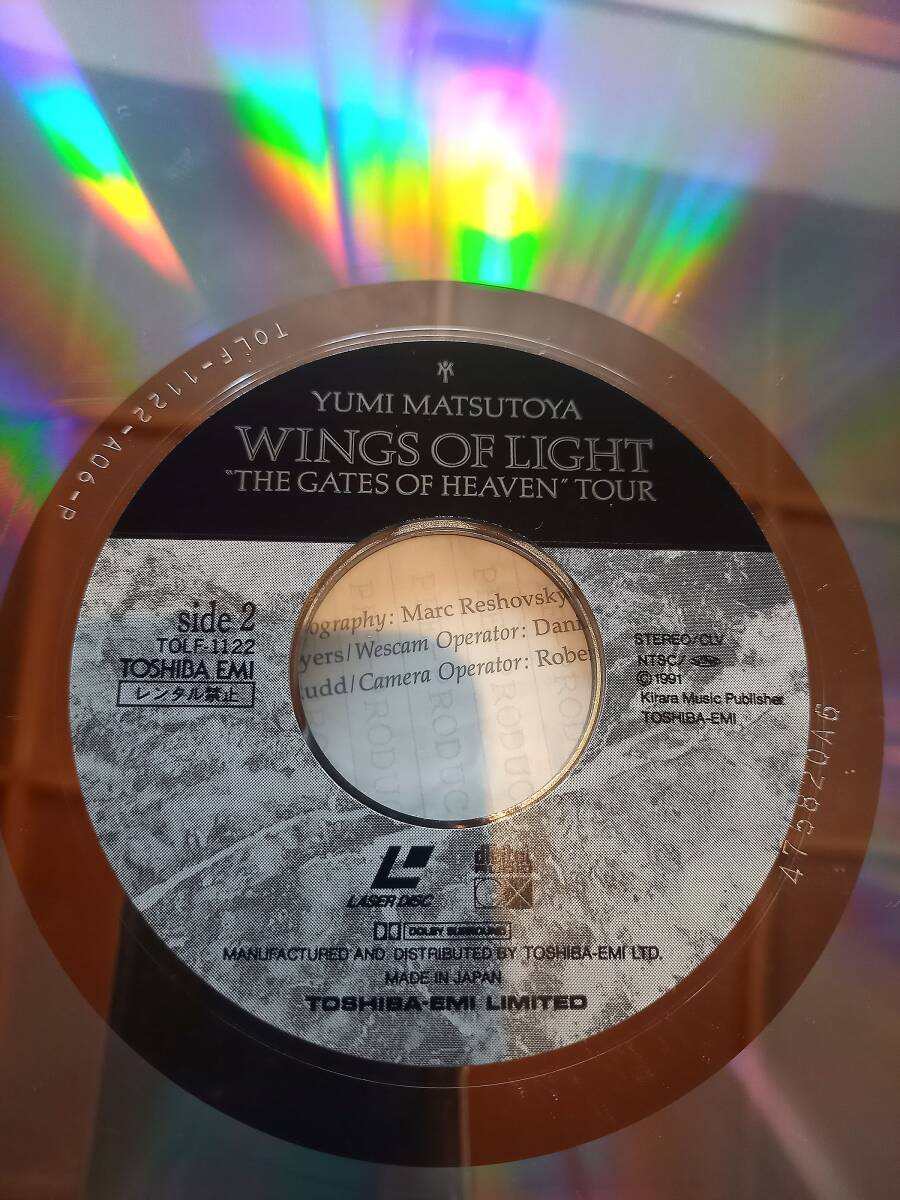 TOLF-1122-A06-P
YUMI MATSUTOYA
WINGS OF LIGHT
"THE GATES OF HEAVEN" TOUR
side 2
TOLF-1122
TOSHIBA EMI
レンタル禁止
ography: Marc Reshovsky
yers/Wescam Operator: Dan
udd/Camera Operator: Rober
STEREO/CLV
NTSC/
©1991
Kirara Music Publisher
TOSHIBA-EMI
475820A6
LASER DISC
digital
DOLBY SURROUND
MANUFACTURED AND DISTRIBUTED BY TOSHIBA-EMI LTD.
MADE IN JAPAN
TOSHIBA-EMI LIMITED